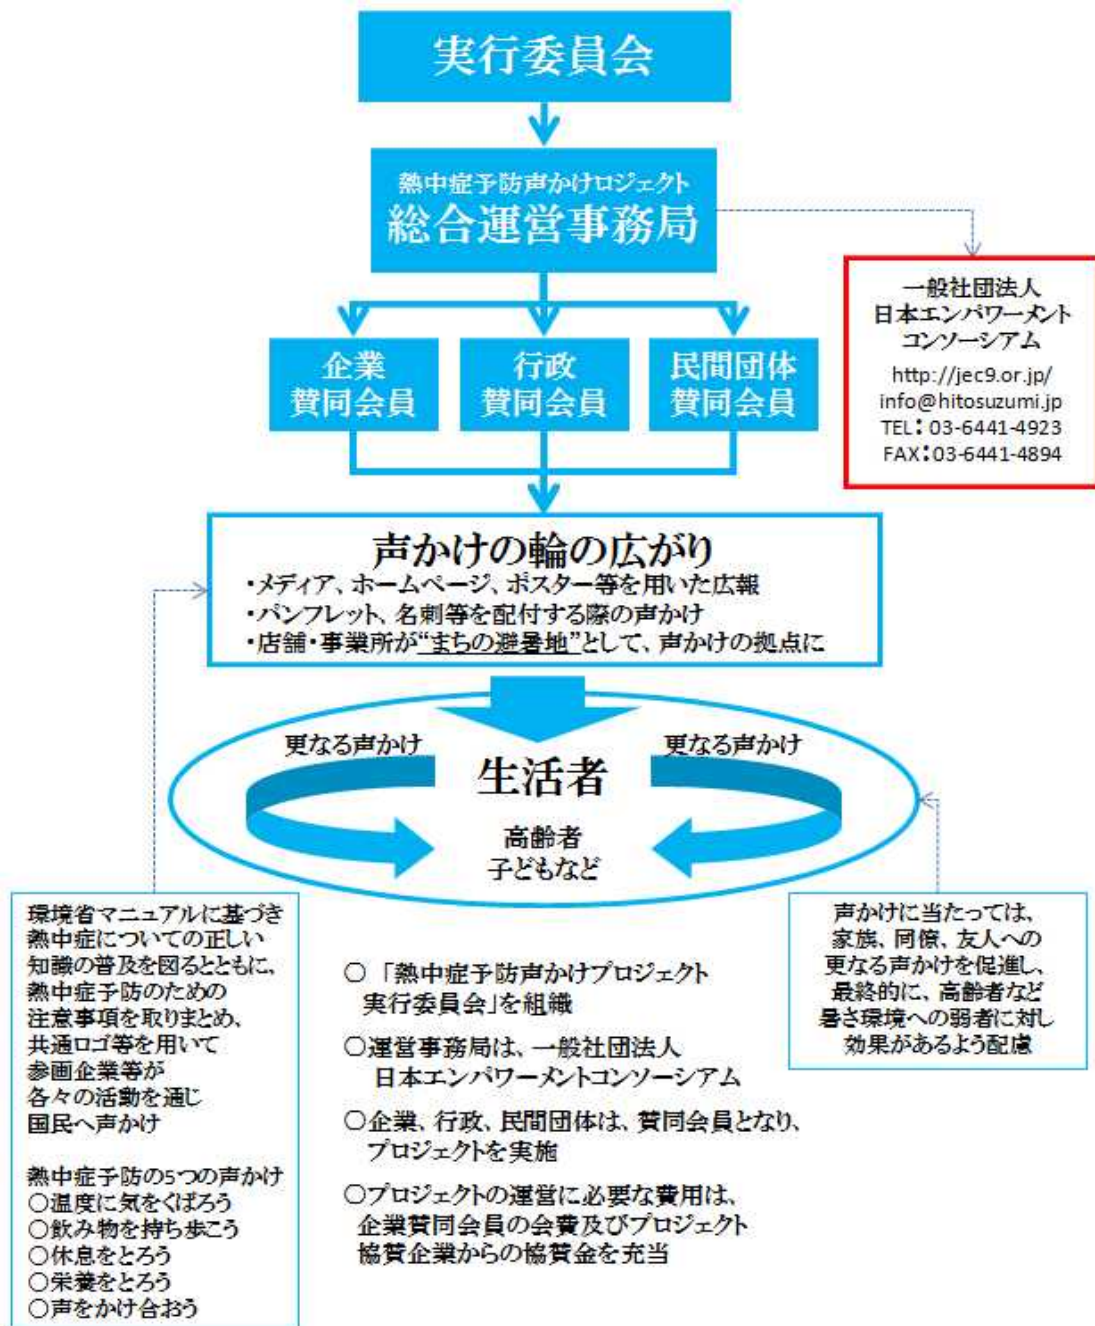 実行委員会
熱中症予防声かけロジェクト
総合運営事務局
一般社団法人
日本エンパワーメント
コンソーシアム
http://jec9.or.jp/
info@hitosuzumi.jp
TEL：03-6441-4923
FAX：03-6441-4894
企業
賛同会員
行政
賛同会員
民間団体
賛同会員
声かけの輪の広がり
・メディア、ホームページ、ポスター等を用いた広報
・パンフレット、名刺等を配付する際の声かけ
・店舗・事業所が“まちの避暑地”として、声かけの拠点に
更なる声かけ
更なる声かけ
生活者
高齢者
子どもなど
環境省マニュアルに基づき
熱中症についての正しい
知識の普及を図るとともに、
熱中症予防のための
注意事項を取りまとめ、
共通ロゴ等を用いて
参画企業等が
各々の活動を通じ
国民へ声かけ
熱中症予防の5つの声かけ
○温度に気をくばろう
○飲み物を持ち歩こう
○休息をとろう
○栄養をとろう
○声をかけ合おう
○「熱中症予防声かけプロジェクト
実行委員会」を組織
○運営事務局は、一般社団法人
日本エンパワーメントコンソーシアム
○企業、行政、民間団体は、賛同会員となり、
プロジェクトを実施
○プロジェクトの運営に必要な費用は、
企業賛同会員の会費及びプロジェクト
協賛企業からの協賛金を充当
声かけに当たっては、
家族、同僚、友人への
更なる声かけを促進し、
最終的に、高齢者など
暑さ環境への弱者に対し
効果があるよう配慮